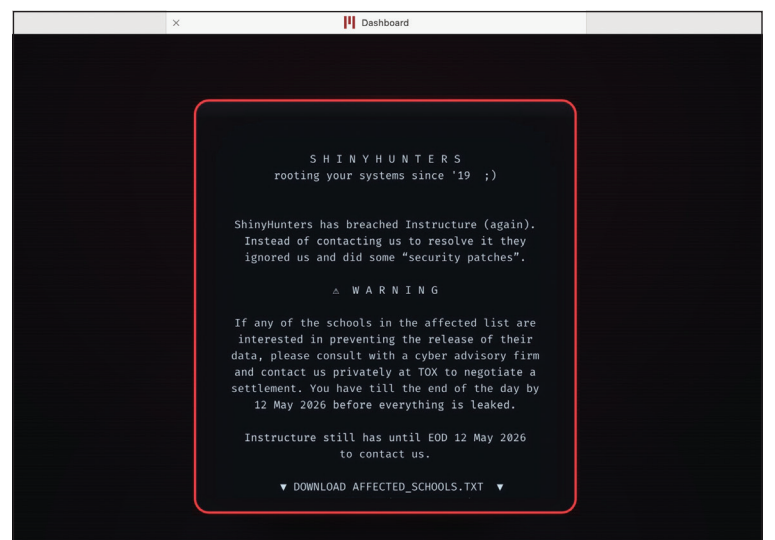 Dashboard
S H I N Y H U N T E R S
rooting your systems since '19 ;)
ShinyHunters has breached Instructure (again).
Instead of contacting us to resolve it they
ignored us and did some “security patches”.
⚠ W A R N I N G
If any of the schools in the affected list are
interested in preventing the release of their
data, please consult with a cyber advisory firm
and contact us privately at TOX to negotiate a
settlement. You have till the end of the day by
12 May 2026 before everything is leaked.
Instructure still has until EOD 12 May 2026
to contact us.
▼ DOWNLOAD AFFECTED_SCHOOLS.TXT ▼